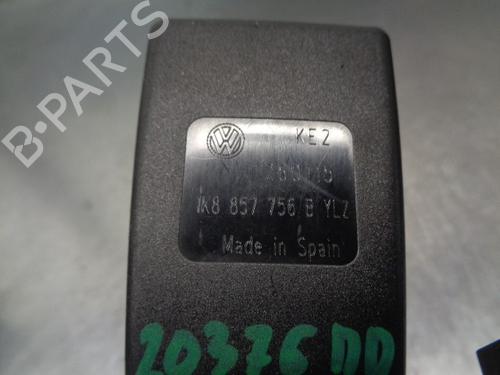 B-PARTS
KE2
1K8 857 756 B YLZ
Made in Spain
20376 DD